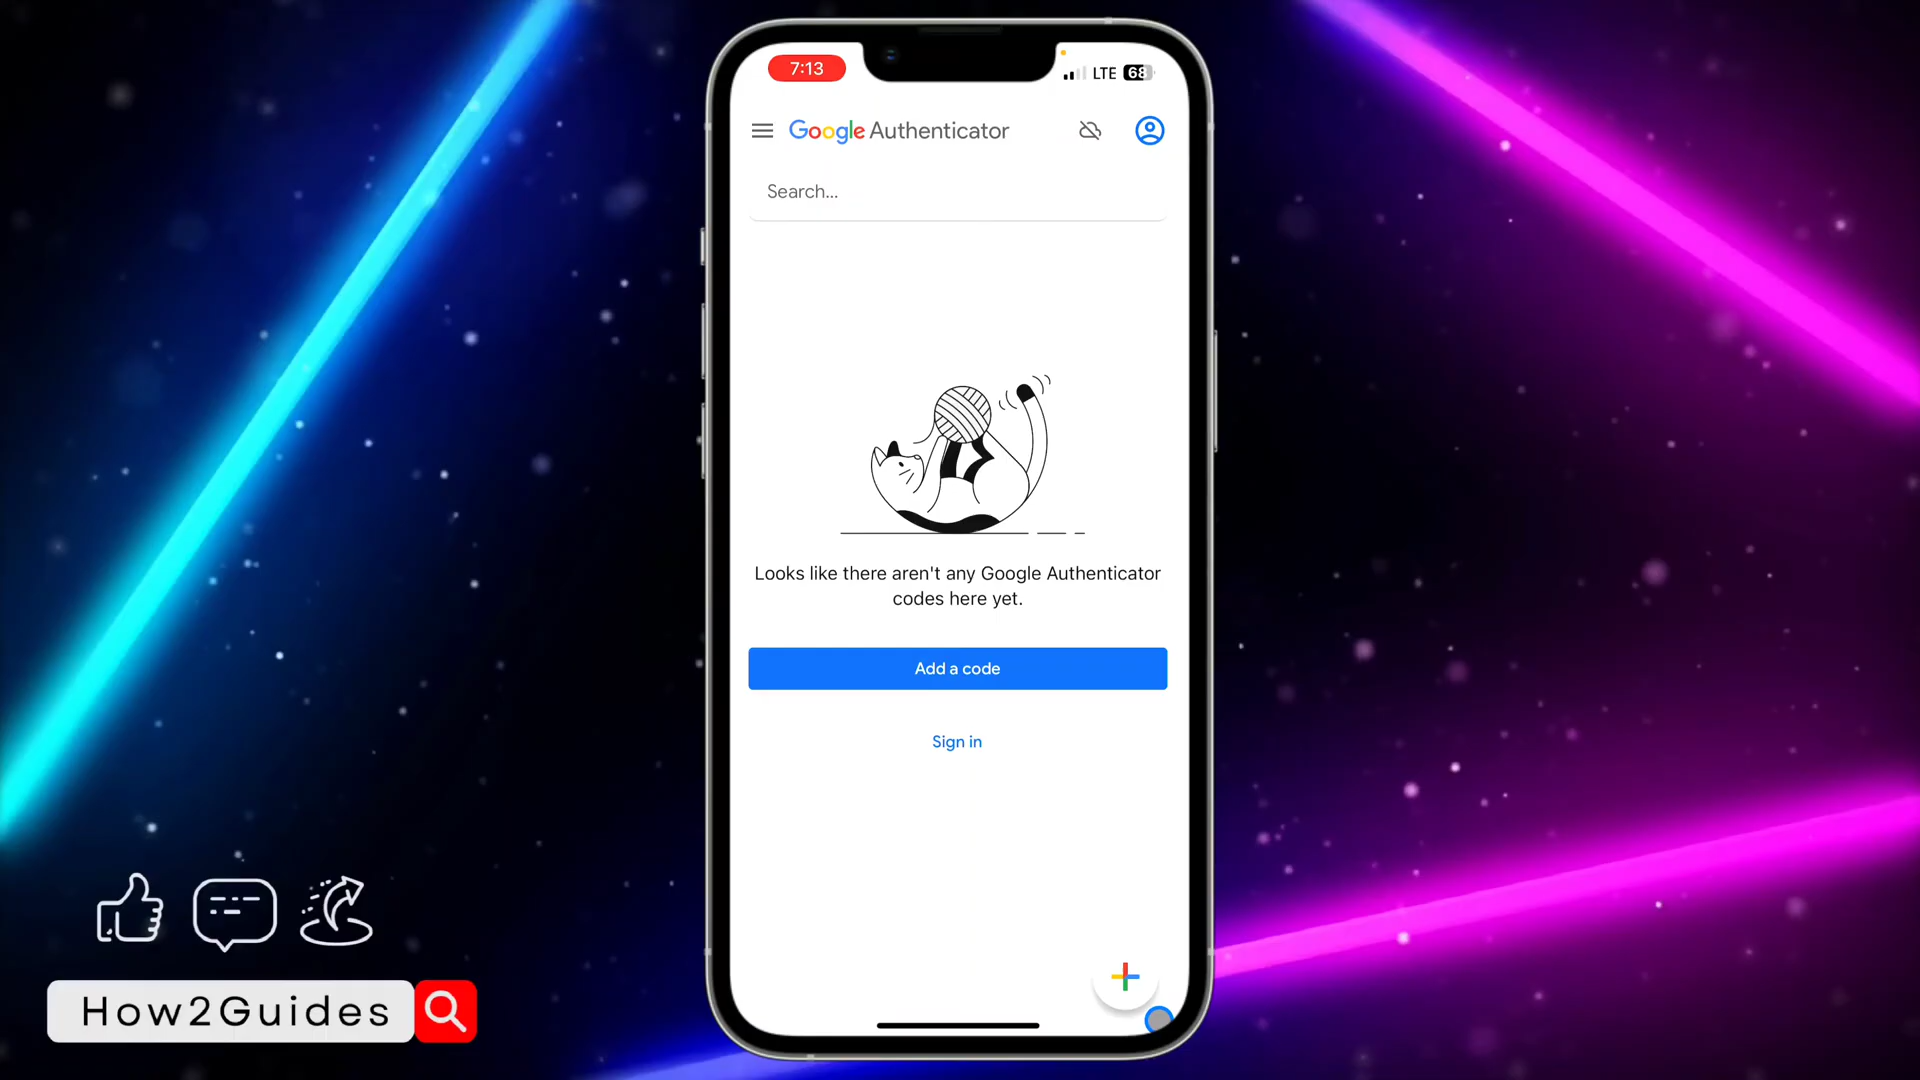 7:13
LTE 68
Google Authenticator
Search...
Looks like there aren't any Google Authenticator
codes here yet.
Add a code
Sign in
How2Guides